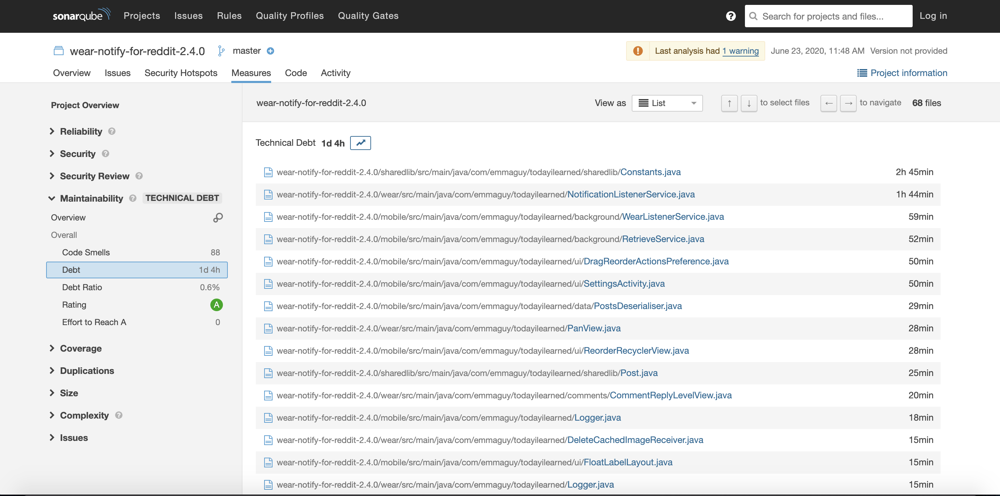 sonarqube Projects Issues Rules Quality Profiles Quality Gates ? Search for projects and files... Log in
wear-notify-for-reddit-2.4.0 master Last analysis had 1 warning June 23, 2020, 11:48 AM Version not provided
Overview Issues Security Hotspots Measures Code Activity Project information
Project Overview
Reliability ?
Security ?
Security Review ?
Maintainability ? TECHNICAL DEBT
Overview
Overall
Code Smells 88
Debt 1d 4h
Debt Ratio 0.6%
Rating A
Effort to Reach A 0
Coverage
Duplications
Size
Complexity ?
Issues
wear-notify-for-reddit-2.4.0 View as List ↑ ↓ to select files ← → to navigate 68 files
Technical Debt 1d 4h
wear-notify-for-reddit-2.4.0/sharedlib/src/main/java/com/emmaguy/todayilearned/sharedlib/Constants.java 2h 45min
wear-notify-for-reddit-2.4.0/wear/src/main/java/com/emmaguy/todayilearned/NotificationListenerService.java 1h 44min
wear-notify-for-reddit-2.4.0/mobile/src/main/java/com/emmaguy/todayilearned/background/WearListenerService.java 59min
wear-notify-for-reddit-2.4.0/mobile/src/main/java/com/emmaguy/todayilearned/background/RetrieveService.java 52min
wear-notify-for-reddit-2.4.0/mobile/src/main/java/com/emmaguy/todayilearned/ui/DragReorderActionsPreference.java 50min
wear-notify-for-reddit-2.4.0/mobile/src/main/java/com/emmaguy/todayilearned/ui/SettingsActivity.java 50min
wear-notify-for-reddit-2.4.0/mobile/src/main/java/com/emmaguy/todayilearned/data/PostsDeserialiser.java 29min
wear-notify-for-reddit-2.4.0/wear/src/main/java/com/emmaguy/todayilearned/PanView.java 28min
wear-notify-for-reddit-2.4.0/mobile/src/main/java/com/emmaguy/todayilearned/ui/ReorderRecyclerView.java 28min
wear-notify-for-reddit-2.4.0/sharedlib/src/main/java/com/emmaguy/todayilearned/sharedlib/Post.java 25min
wear-notify-for-reddit-2.4.0/wear/src/main/java/com/emmaguy/todayilearned/comments/CommentReplyLevelView.java 20min
wear-notify-for-reddit-2.4.0/mobile/src/main/java/com/emmaguy/todayilearned/Logger.java 18min
wear-notify-for-reddit-2.4.0/wear/src/main/java/com/emmaguy/todayilearned/DeleteCachedImageReceiver.java 15min
wear-notify-for-reddit-2.4.0/mobile/src/main/java/com/emmaguy/todayilearned/ui/FloatLabelLayout.java 15min
wear-notify-for-reddit-2.4.0/wear/src/main/java/com/emmaguy/todayilearned/Logger.java 15min